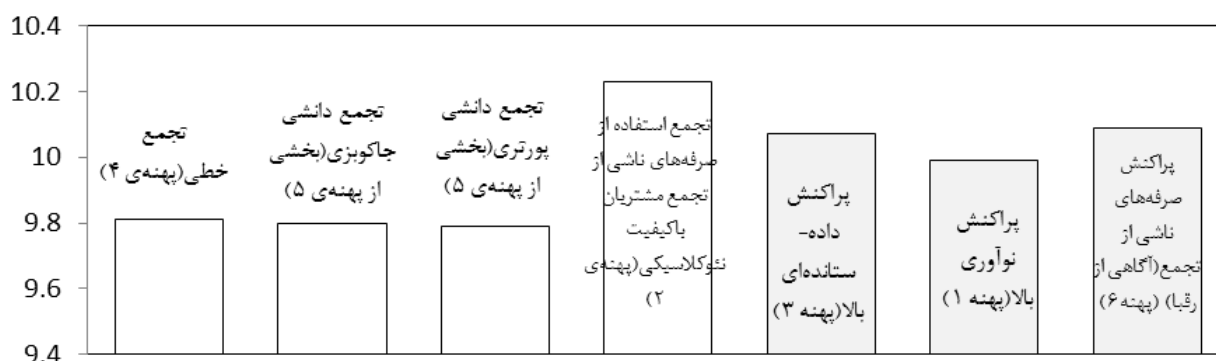 10.4
10.2
10
9.8
9.6
9.4
تجمع
خطی(پهنه‌ی ۴)
تجمع دانشی
جاکوبزی(بخشی
از پهنه‌ی ۵)
تجمع دانشی
پورتری(بخشی
از پهنه‌ی ۵)
تجمع استفاده از
صرفه‌های ناشی از
تجمع مشتریان
باکیفیت
نئوکلاسیکی(پهنه‌ی
۲)
پراکنش
داده-
ستانده‌ای
بالا(پهنه ۳)
پراکنش
نوآوری
بالا(پهنه ۱)
پراکنش
صرفه‌های
ناشی از
تجمع(آگاهی از
رقبا) (پهنه ۶)